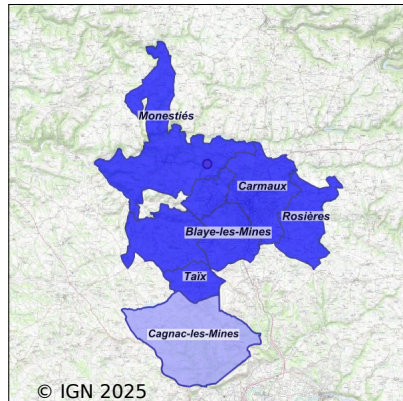 Monestiés
Carmaux
Rosières
Blaye-les-Mines
Taïx
Cagnac-les-Mines
© IGN 2025